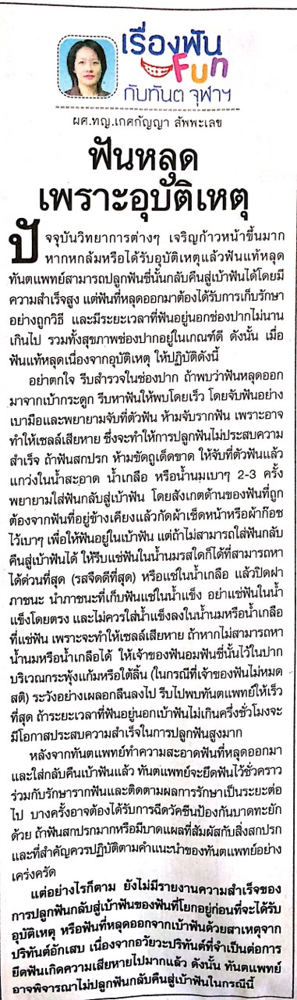 เรื่องฟัน
Fun
กับทันต จุฬาฯ
ผศ.ทญ.เกศกัญญา สัพพะเลข
ฟันหลุด
เพราะอุบัติเหตุ
ปัจจุบันวิทยาการต่างๆ เจริญก้าวหน้าขึ้นมาก
หากหกล้มหรือได้รับอุบัติเหตุแล้วฟันแท้หลุด
ทันตแพทย์สามารถปลูกฟันซี่นั้นกลับคืนสู่เบ้าฟันได้โดยมี
ความสำเร็จสูง แต่ฟันที่หลุดออกมาต้องได้รับการเก็บรักษา
อย่างถูกวิธี และมีระยะเวลาที่ฟันอยู่นอกช่องปากไม่นาน
เกินไป รวมทั้งสุขภาพช่องปากอยู่ในเกณฑ์ดี ดังนั้น เมื่อ
ฟันแท้หลุดเนื่องจากอุบัติเหตุ ให้ปฏิบัติดังนี้
อย่าตกใจ รีบสำรวจในช่องปาก ถ้าพบว่าฟันหลุดออก
มาจากเบ้ากระดูก รีบหาฟันให้พบโดยเร็ว โดยจับฟันอย่าง
เบามือและพยายามจับที่ตัวฟัน ห้ามจับรากฟัน เพราะอาจ
ทำให้เซลล์เสียหาย ซึ่งจะทำให้การปลูกฟันไม่ประสบความ
สำเร็จ ถ้าฟันสกปรก ห้ามขัดถูเด็ดขาด ให้จับที่ตัวฟันแล้ว
แกว่งในน้ำสะอาด น้ำเกลือ หรือน้ำนมเบาๆ 2-3 ครั้ง
พยายามใส่ฟันกลับสู่เบ้าฟัน โดยสังเกตด้านของฟันที่ถูก
ต้องจากฟันที่อยู่ข้างเคียงแล้วกัดผ้าเช็ดหน้าหรือผ้าก๊อซ
ไว้เบาๆ เพื่อให้ฟันอยู่ในเบ้าฟัน แต่ถ้าไม่สามารถใส่ฟันกลับ
คืนสู่เบ้าฟันได้ ให้รีบแช่ฟันในน้ำนมรสใดก็ได้ที่สามารถหา
ได้ด่วนที่สุด (รสจืดดีที่สุด) หรือแช่ในน้ำเกลือ แล้วปิดฝา
ภาชนะ นำภาชนะที่เก็บฟันแช่ในน้ำแข็ง อย่าแช่ฟันในน้ำ
แข็งโดยตรง และไม่ควรใส่น้ำแข็งลงในน้ำนมหรือน้ำเกลือ
ที่แช่ฟัน เพราะจะทำให้เซลล์เสียหาย ถ้าหากไม่สามารถหา
น้ำนมหรือน้ำเกลือได้ ให้เจ้าของฟันอมฟันซี่นั้นไว้ในปาก
บริเวณกระพุ้งแก้มหรือใต้ลิ้น (ในกรณีที่เจ้าของฟันไม่หมด
สติ) ระวังอย่าเผลอกลืนลงไป รีบไปพบทันตแพทย์ให้เร็ว
ที่สุด ถ้าระยะเวลาที่ฟันอยู่นอกเบ้าฟันไม่เกินครึ่งชั่วโมงจะ
มีโอกาสประสบความสำเร็จในการปลูกฟันสูงมาก
หลังจากทันตแพทย์ทำความสะอาดฟันที่หลุดออกมา
และใส่กลับคืนเบ้าฟันแล้ว ทันตแพทย์จะยึดฟันไว้ชั่วคราว
ร่วมกับรักษารากฟันและติดตามผลการรักษาเป็นระยะต่อ
ไป บางครั้งอาจต้องได้รับการฉีดวัคซีนป้องกันบาดทะยัก
ด้วย ถ้าฟันสกปรกมากหรือมีบาดแผลที่สัมผัสกับสิ่งสกปรก
และที่สำคัญควรปฏิบัติตามคำแนะนำของทันตแพทย์อย่าง
เคร่งครัด
แต่อย่างไรก็ตาม ยังไม่มีรายงานความสำเร็จของ
การปลูกฟันกลับสู่เบ้าฟันของฟันที่โยกอยู่ก่อนที่จะได้รับ
อุบัติเหตุ หรือฟันที่หลุดออกจากเบ้าฟันด้วยสาเหตุจาก
ปริทันต์อักเสบ เนื่องจากอวัยวะปริทันต์ที่จำเป็นต่อการ
ยึดฟันเกิดความเสียหายไปมากแล้ว ดังนั้น ทันตแพทย์
อาจพิจารณาไม่ปลูกฟันกลับคืนสู่เบ้าฟันในกรณีนี้